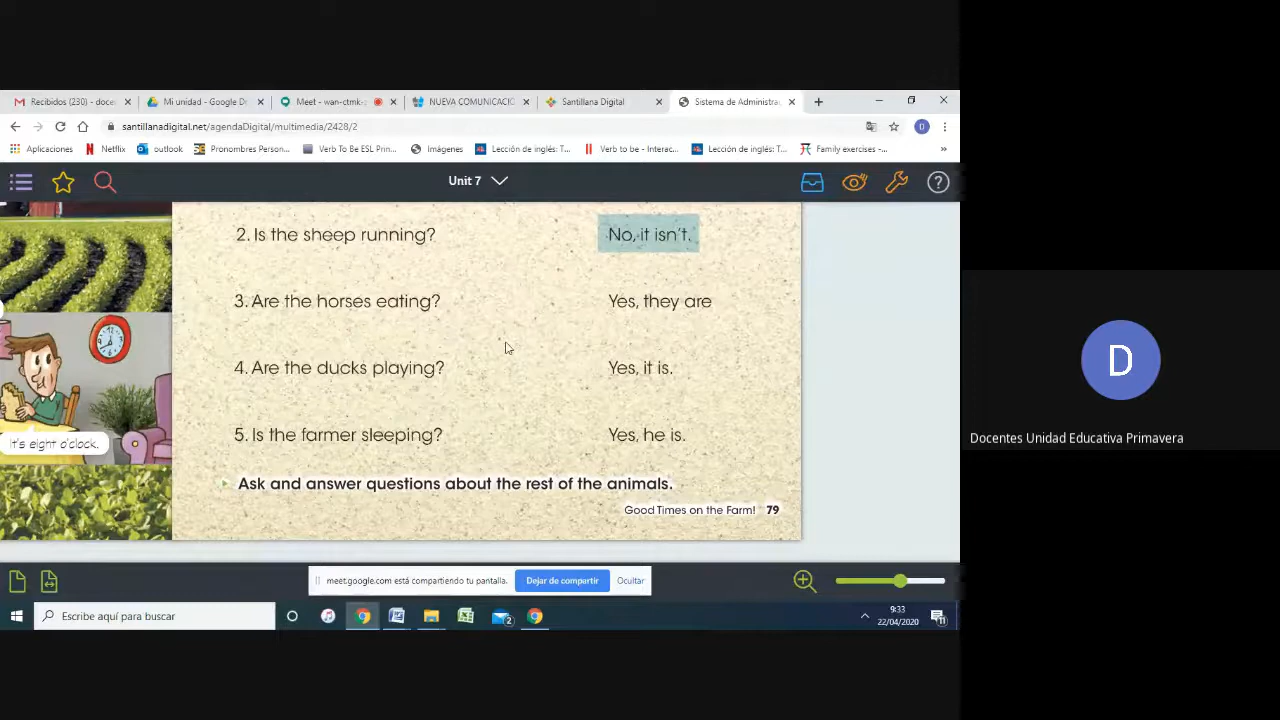 Recibidos (230) - doce
Mi unidad - Google Dr
Meet - wan-ctmk-
NUEVA COMUNICACIO
Santillana Digital
Sistema de Administra
santillanadigital.net/agendaDigital/multimedia/2428/2
D
Aplicaciones
Netflix
outlook
Pronombres Person...
Verb To Be ESL Prin...
Imágenes
Lección de inglés: T...
Verb to be - Interac...
Lección de inglés: T...
Family exercises -...
»
Unit 7
2. Is the sheep running? No, it isn't.
3. Are the horses eating? Yes, they are
4. Are the ducks playing? Yes, it is.
5. Is the farmer sleeping? Yes, he is.
It's eight o'clock.
Ask and answer questions about the rest of the animals.
Good Times on the Farm! 79
D
Docentes Unidad Educativa Primavera
meet.google.com está compartiendo tu pantalla.
Dejar de compartir
Ocultar
Escribe aquí para buscar
2
9:33
22/04/2020